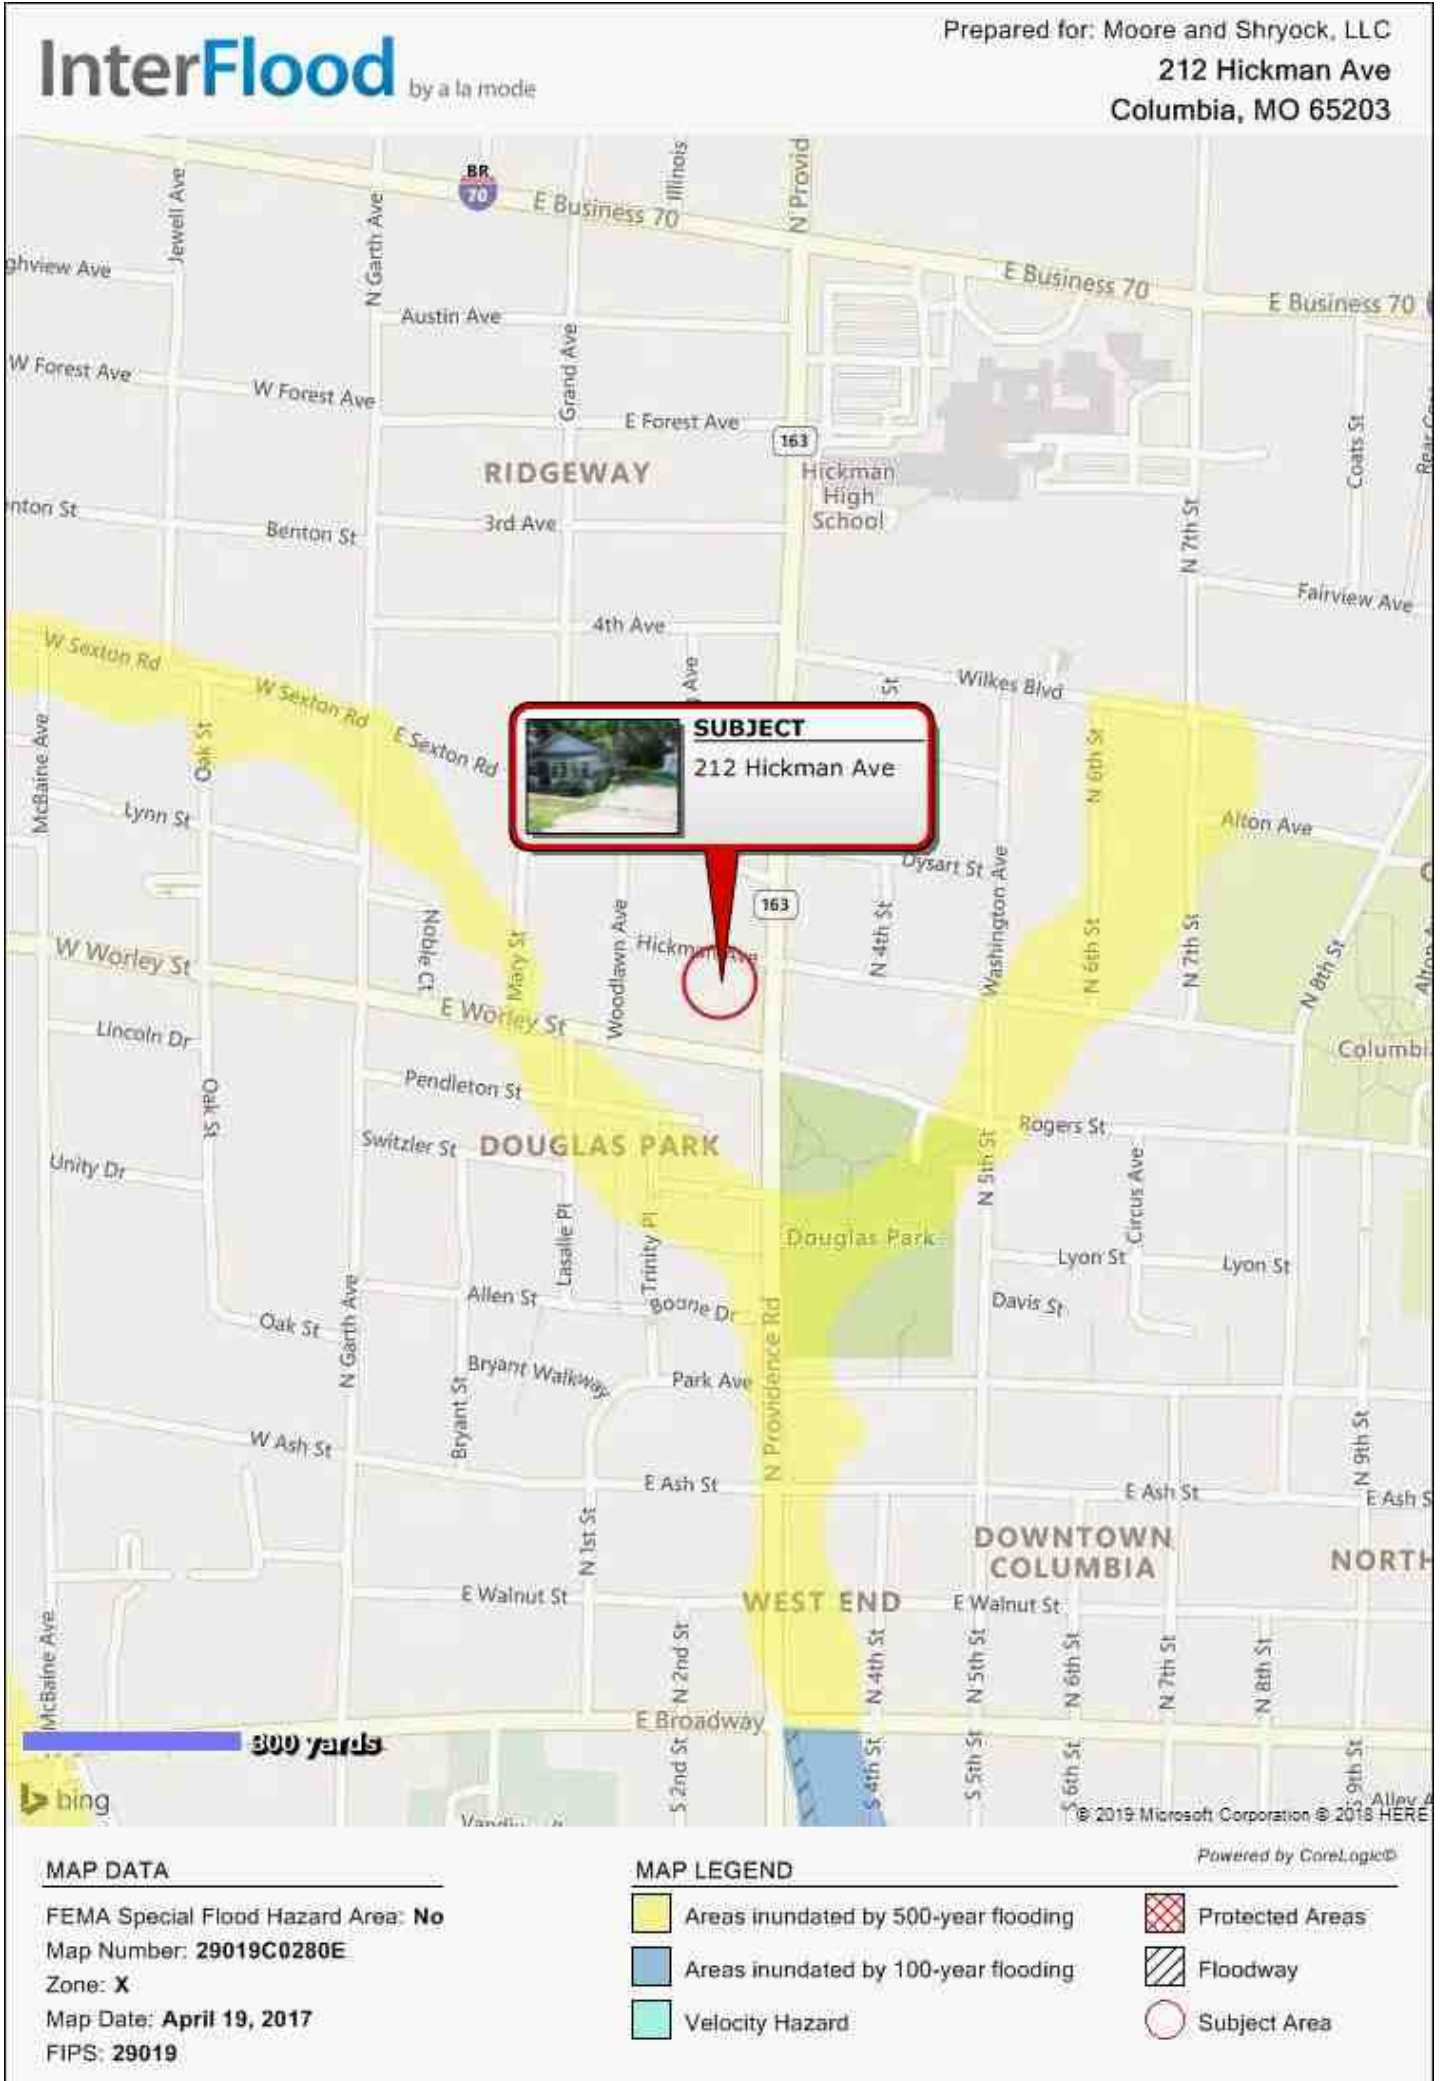 InterFlood by a la mode
Prepared for: Moore and Shryock, LLC
212 Hickman Ave
Columbia, MO 65203
Jewell Ave
N Garth Ave
BR
70
Illinois
E Business 70
N Provid
E Business 70
E Business 70
ghview Ave
Austin Ave
Grand Ave
W Forest Ave
W Forest Ave
E Forest Ave
163
Coats St
RIDGEWAY
Hickman
High
School
nton St
Benton St
3rd Ave
N 7th St
Fairview Ave
4th Ave
W Sexton Rd
W Sexton Rd
E Sexton Rd
Ave
St
Wilkes Blvd
McBaine Ave
Oak St
N 6th St
SUBJECT
212 Hickman Ave
Lynn St
Alton Ave
Dysart St
Washington Ave
163
Noble Ct
Mary St
Woodlawn Ave
Hickman Ave
N 4th St
N 6th St
N 7th St
N 8th St
W Worley St
E Worley St
Lincoln Dr
Columbi
Oak St
Pendleton St
Rogers St
Switzler St
DOUGLAS PARK
N 5th St
Circus Ave
Unity Dr
Lasalle Pl
Trinity Pl
Douglas Park
Lyon St
Lyon St
Allen St
Boone Dr
Davis St
Oak St
N Garth Ave
N Providence Rd
Bryant Walkway
Park Ave
Bryant St
W Ash St
N 9th St
E Ash St
E Ash St
E Ash S
N 1st St
DOWNTOWN
COLUMBIA
NORTH
E Walnut St
WEST END
E Walnut St
McBaine Ave
N 2nd St
N 4th St
N 5th St
N 6th St
N 7th St
N 8th St
E Broadway
300 yards
S 2nd St
S 4th St
S 5th St
S 6th St
S 9th St
bing
Alley A
© 2019 Microsoft Corporation © 2018 HERE
Powered by CoreLogic©
MAP DATA
FEMA Special Flood Hazard Area: No
Map Number: 29019C0280E
Zone: X
Map Date: April 19, 2017
FIPS: 29019
MAP LEGEND
Areas inundated by 500-year flooding
Areas inundated by 100-year flooding
Velocity Hazard
Protected Areas
Floodway
Subject Area